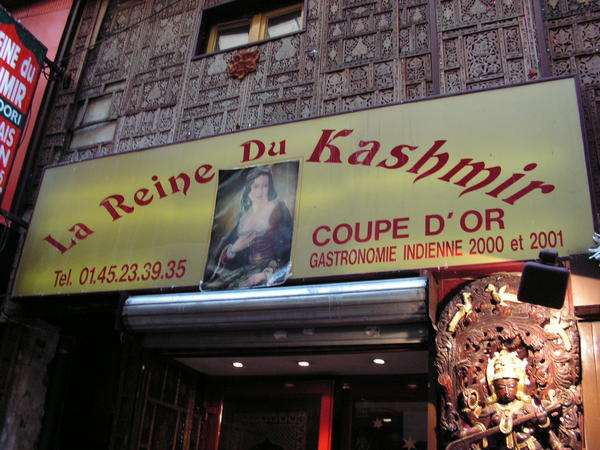 La Reine Du Kashmir
COUPE D'OR
GASTRONOMIE INDIENNE 2000 et 2001
Tel. 01.45.23.39.35